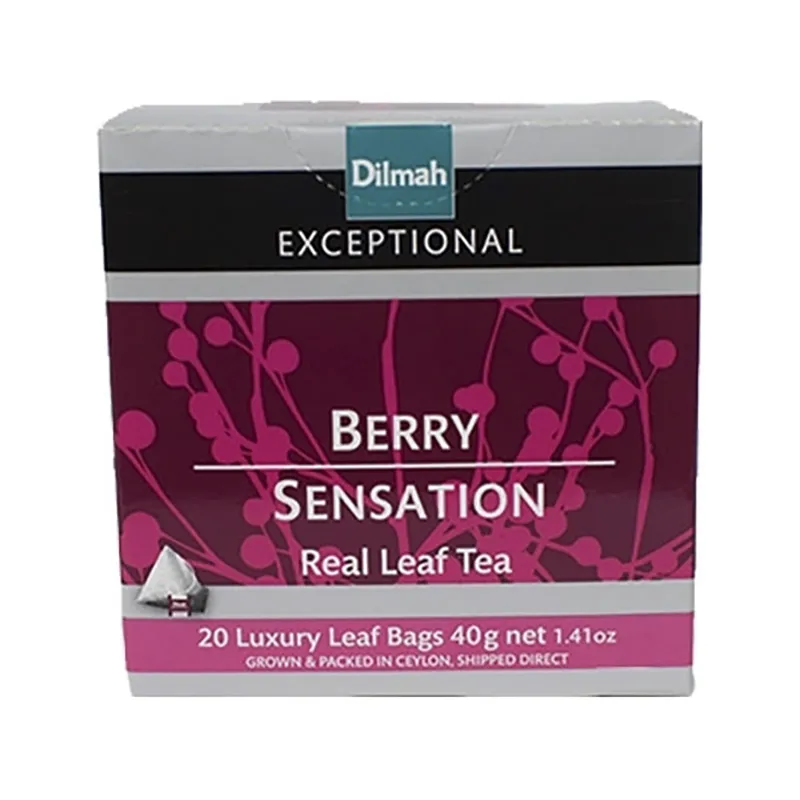 Dilmah
EXCEPTIONAL
BERRY
SENSATION
Real Leaf Tea
20 Luxury Leaf Bags 40g net 1.41oz
GROWN & PACKED IN CEYLON, SHIPPED DIRECT